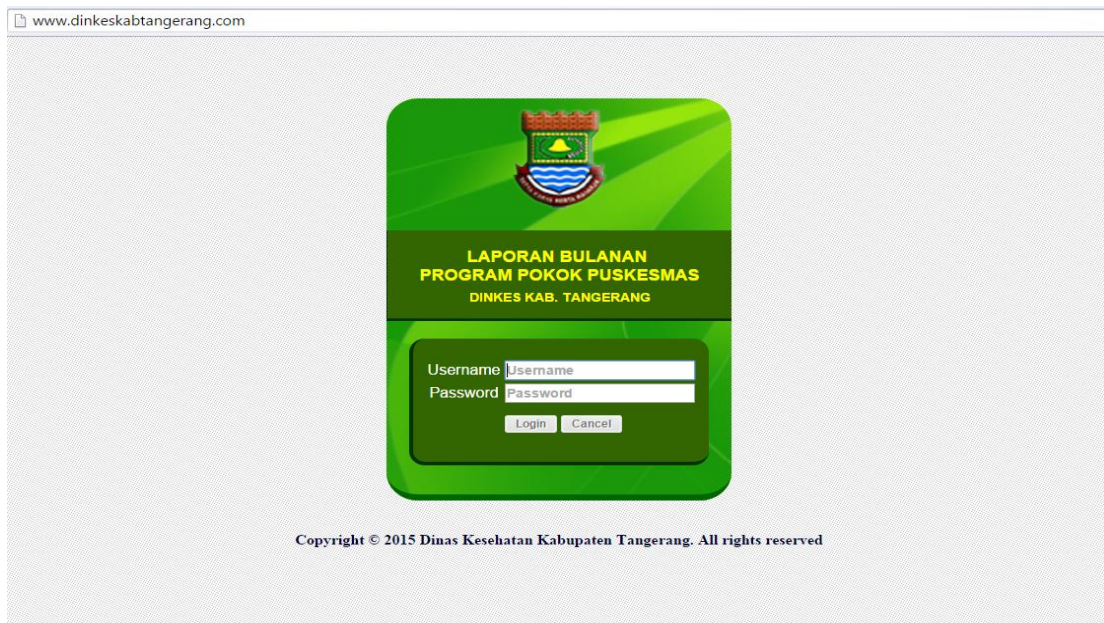 www.dinkeskabtangerang.com
LAPORAN BULANAN
PROGRAM POKOK PUSKESMAS
DINKES KAB. TANGERANG
Username Username
Password Password
Login Cancel
Copyright © 2015 Dinas Kesehatan Kabupaten Tangerang. All rights reserved